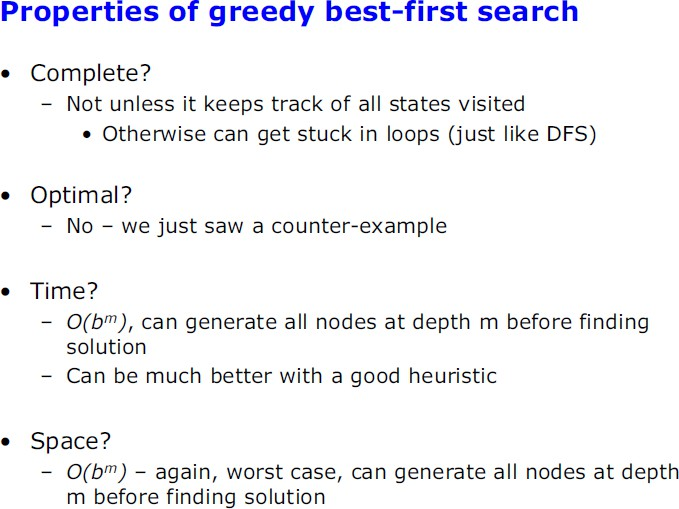 Properties of greedy best-first search
• Complete?
– Not unless it keeps track of all states visited
• Otherwise can get stuck in loops (just like DFS)
• Optimal?
– No – we just saw a counter-example
• Time?
– O(bᵐ), can generate all nodes at depth m before finding
solution
– Can be much better with a good heuristic
• Space?
– O(bᵐ) – again, worst case, can generate all nodes at depth
m before finding solution